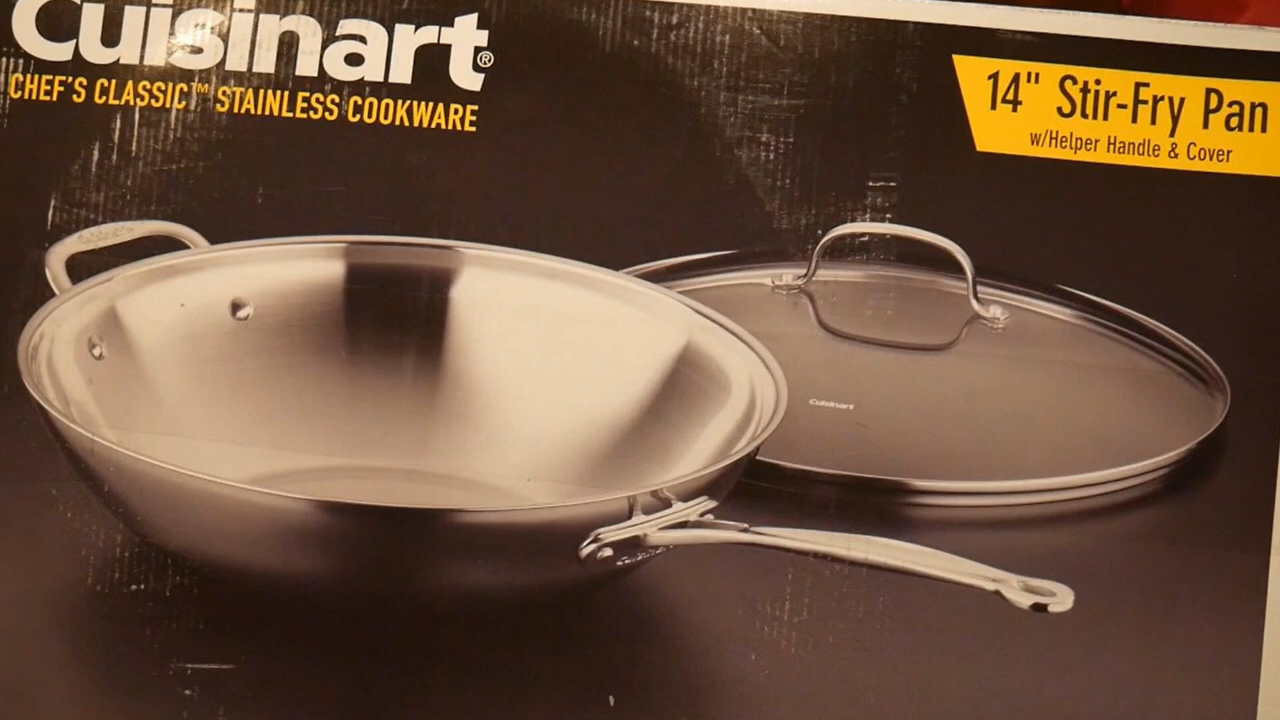 Cuisinart®
CHEF'S CLASSIC™ STAINLESS COOKWARE
14" Stir-Fry Pan
w/Helper Handle & Cover
Cuisinart